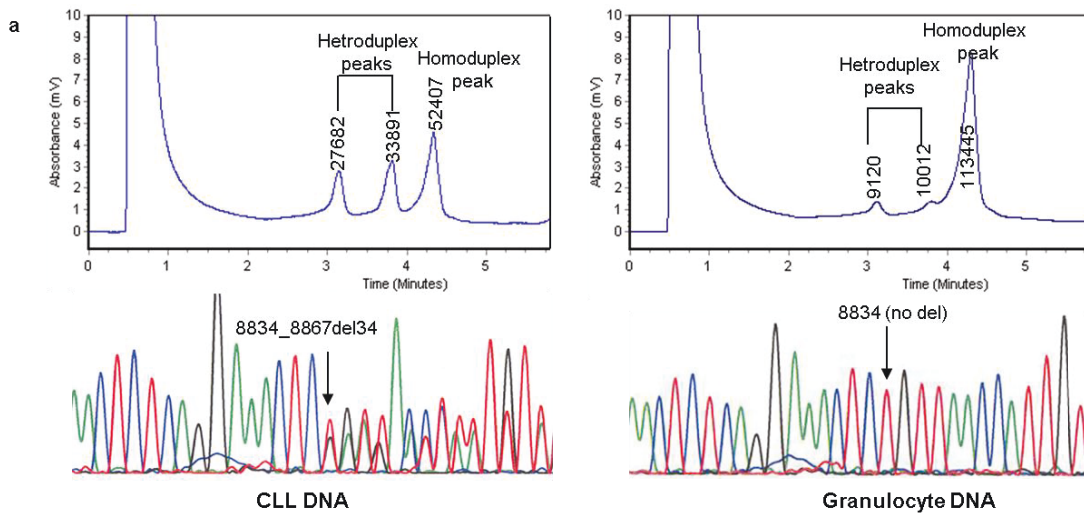 a
10
9
8
7
6
5
4
3
2
1
0
Absorbance (mV)
Hetroduplex
peaks
Homoduplex
peak
27682
33891
52407
0 1 2 3 4 5
Time (Minutes)
10
9
8
7
6
5
4
3
2
1
0
Absorbance (mV)
Homoduplex
peak
Hetroduplex
peaks
9120
10012
113445
0 1 2 3 4 5
Time (Minutes)
8834_8867del34
8834 (no del)
CLL DNA
Granulocyte DNA